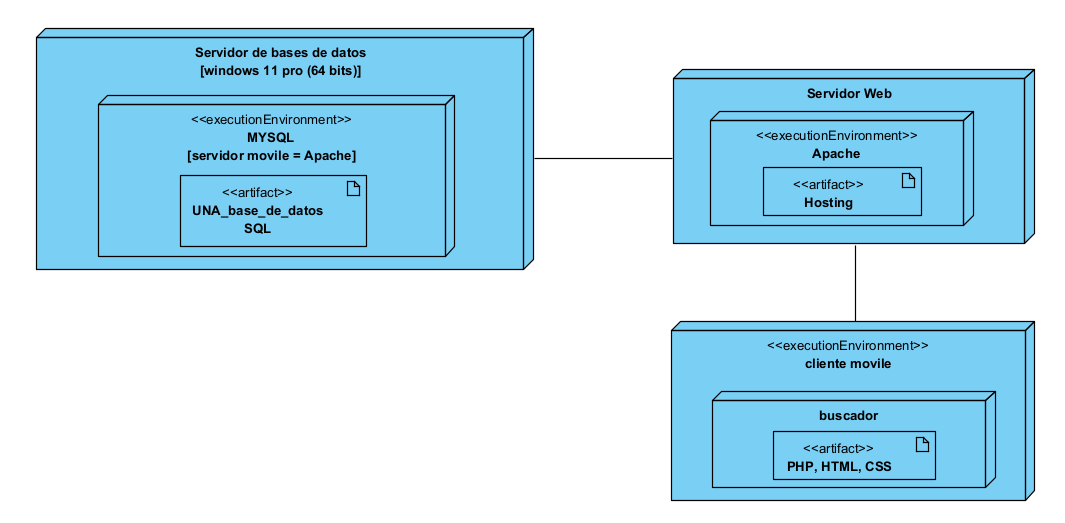 Servidor de bases de datos
[windows 11 pro (64 bits)]
<<executionEnvironment>>
MYSQL
[servidor movile = Apache]
<<artifact>>
UNA_base_de_datos
SQL
Servidor Web
<<executionEnvironment>>
Apache
<<artifact>>
Hosting
<<executionEnvironment>>
cliente movile
buscador
<<artifact>>
PHP, HTML, CSS